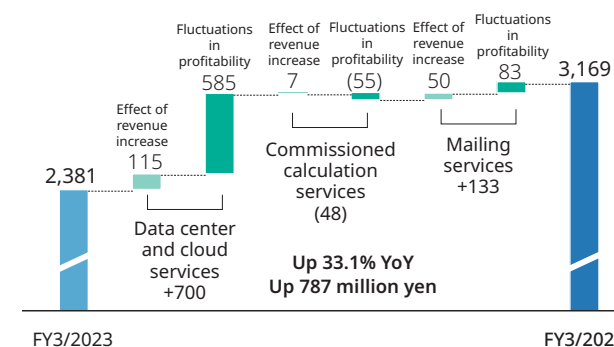 Fluctuations
in
profitability
585
Effect of
revenue
increase
7
Fluctuations
in
profitability
(55)
Effect of
revenue
increase
50
Fluctuations
in
profitability
83
3,169
Effect of
revenue
increase
115
2,381
Data center
and cloud
services
+700
Commissioned
calculation
services
(48)
Mailing
services
+133
Up 33.1% YoY
Up 787 million yen
FY3/2023
FY3/202